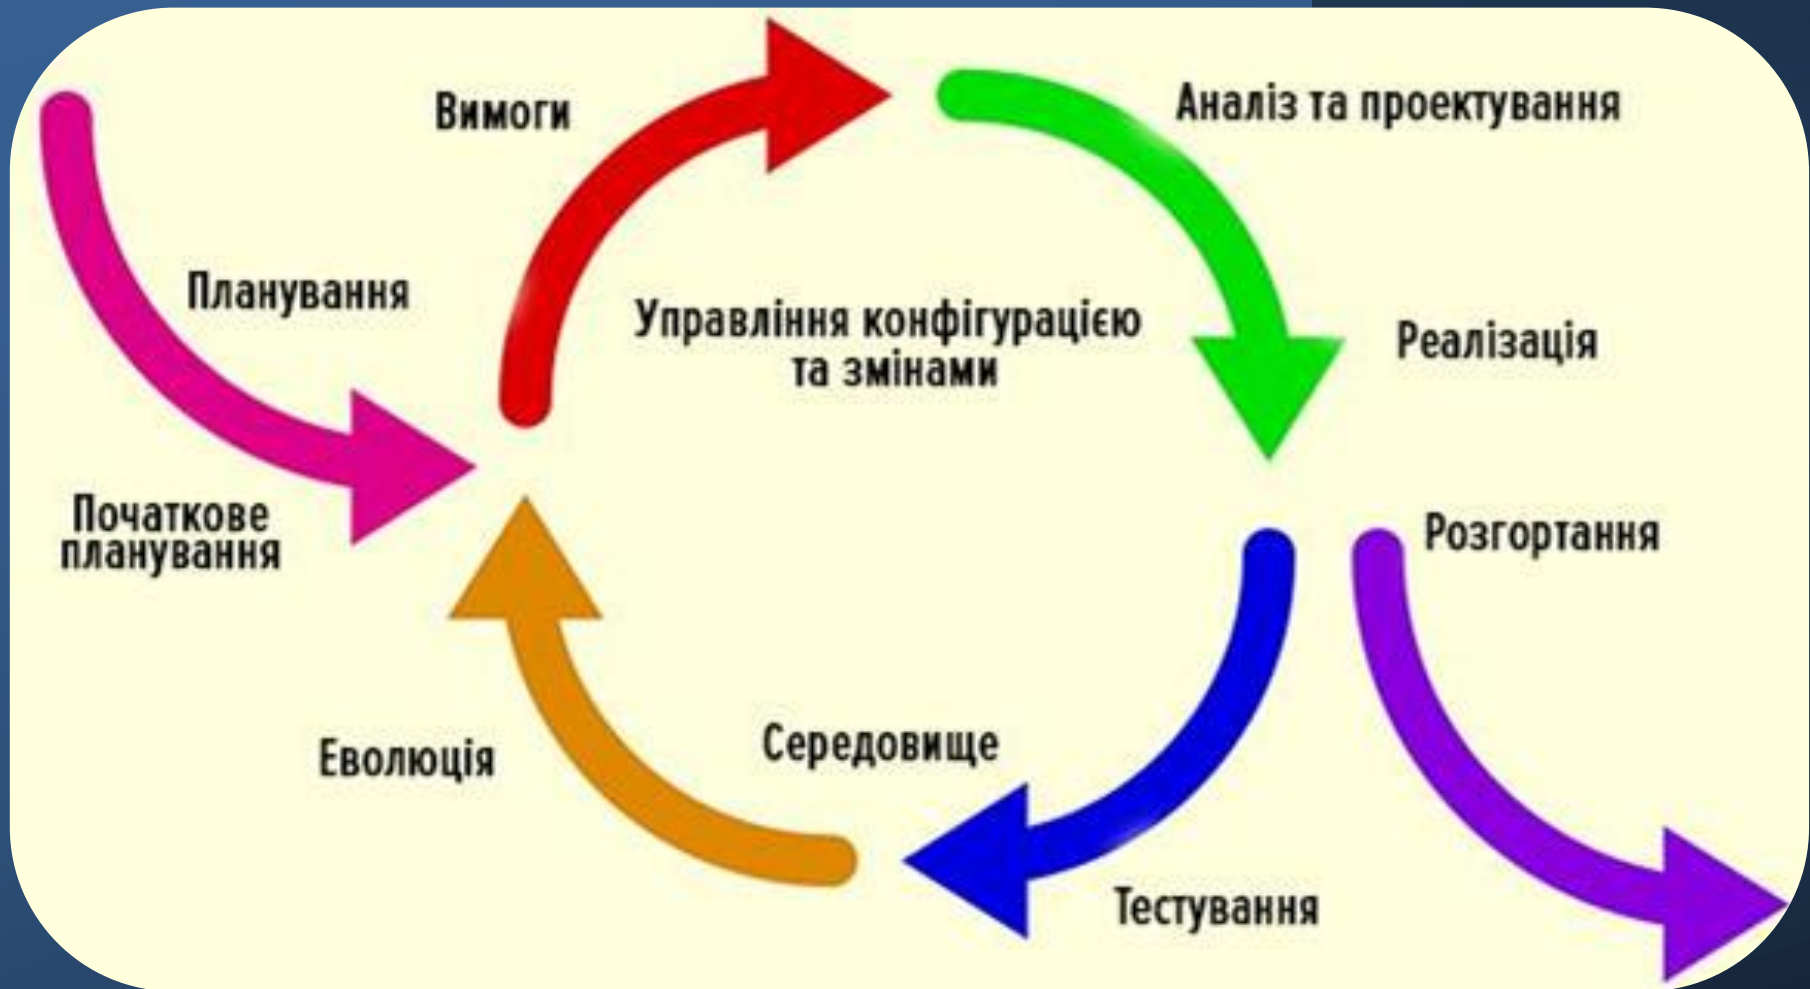 Вимоги
Аналіз та проектування
Планування
Управління конфігурацією
та змінами
Реалізація
Початкове
планування
Розгортання
Еволюція
Середовище
Тестування